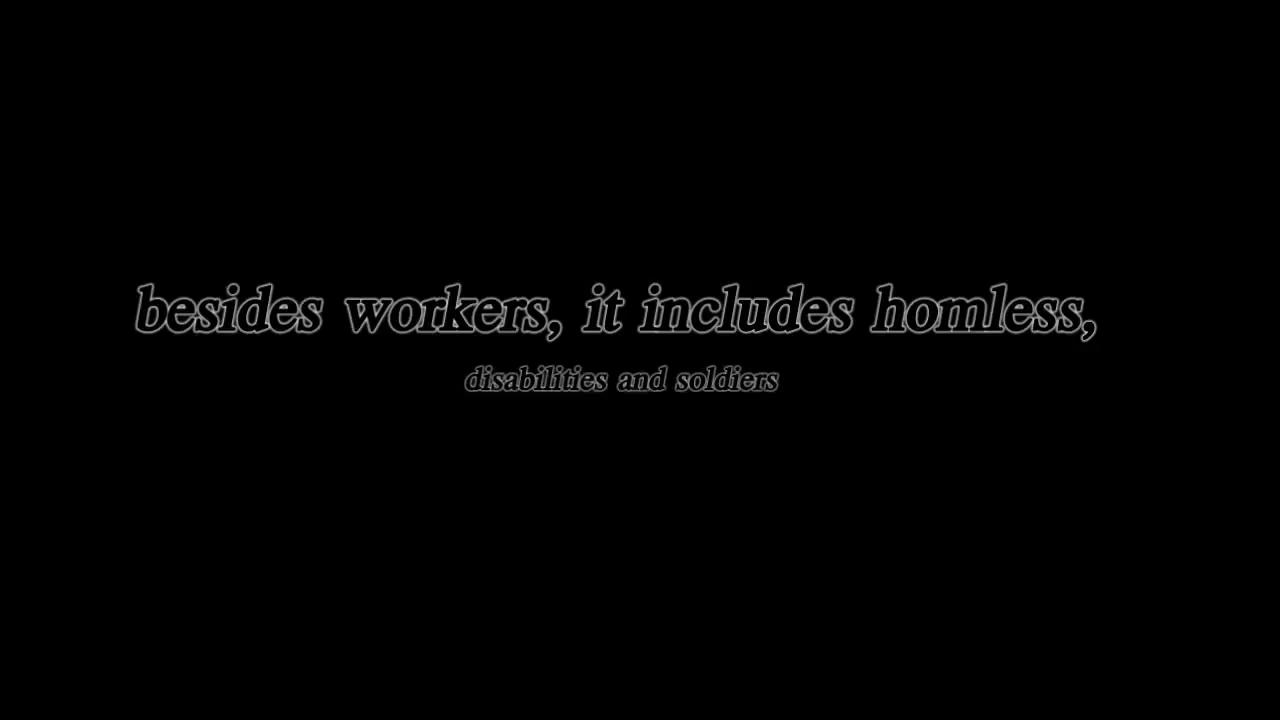 besides workers, it includes homless,
disabilities and soldiers